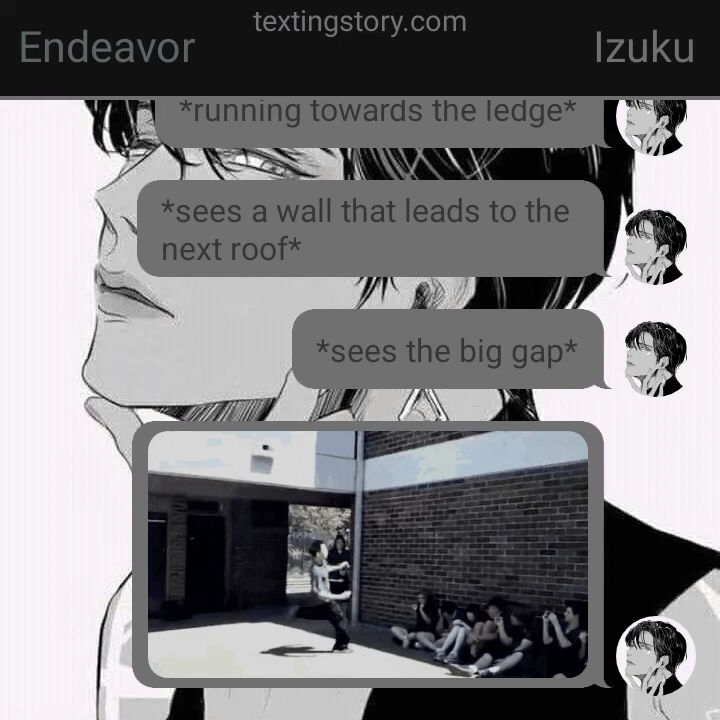 textingstory.com
Endeavor
Izuku
*running towards the ledge*
*sees a wall that leads to the
next roof*
*sees the big gap*